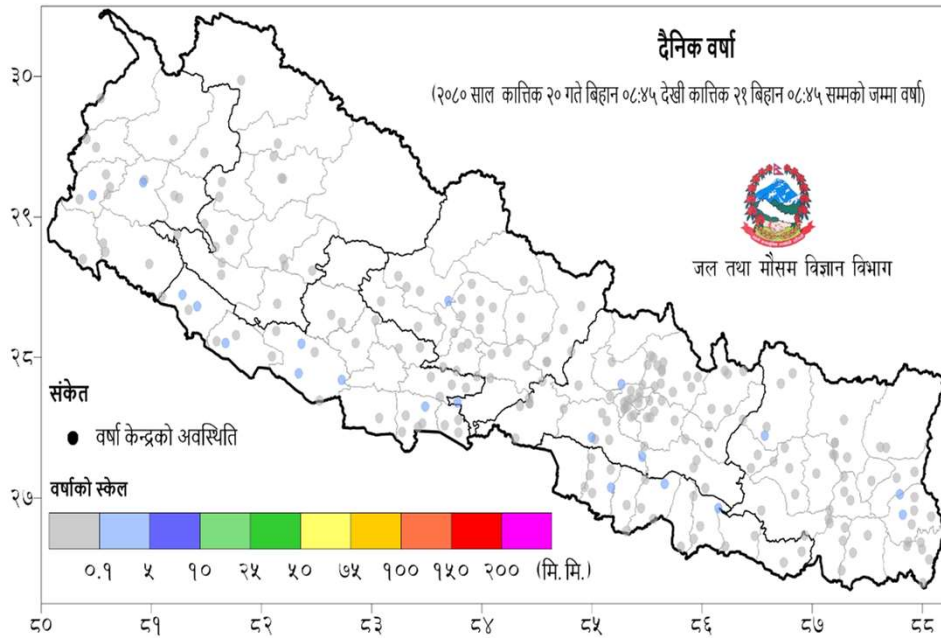 दैनिक वर्षा
(२०८० साल कात्तिक २० गते बिहान ०८:४५ देखी कात्तिक २१ बिहान ०८:४५ सम्मको जम्मा वर्षा)
३०
२९
जल तथा मौसम विज्ञान विभाग
२८
संकेत
वर्षा केन्द्रको अवस्थिति
वर्षाको स्केल
२७
०.१ ५ १० २५ ५० ७५ १०० १५० २०० (मि.मि.)
८० ८१ ८२ ८३ ८४ ८५ ८६ ८७ ८८